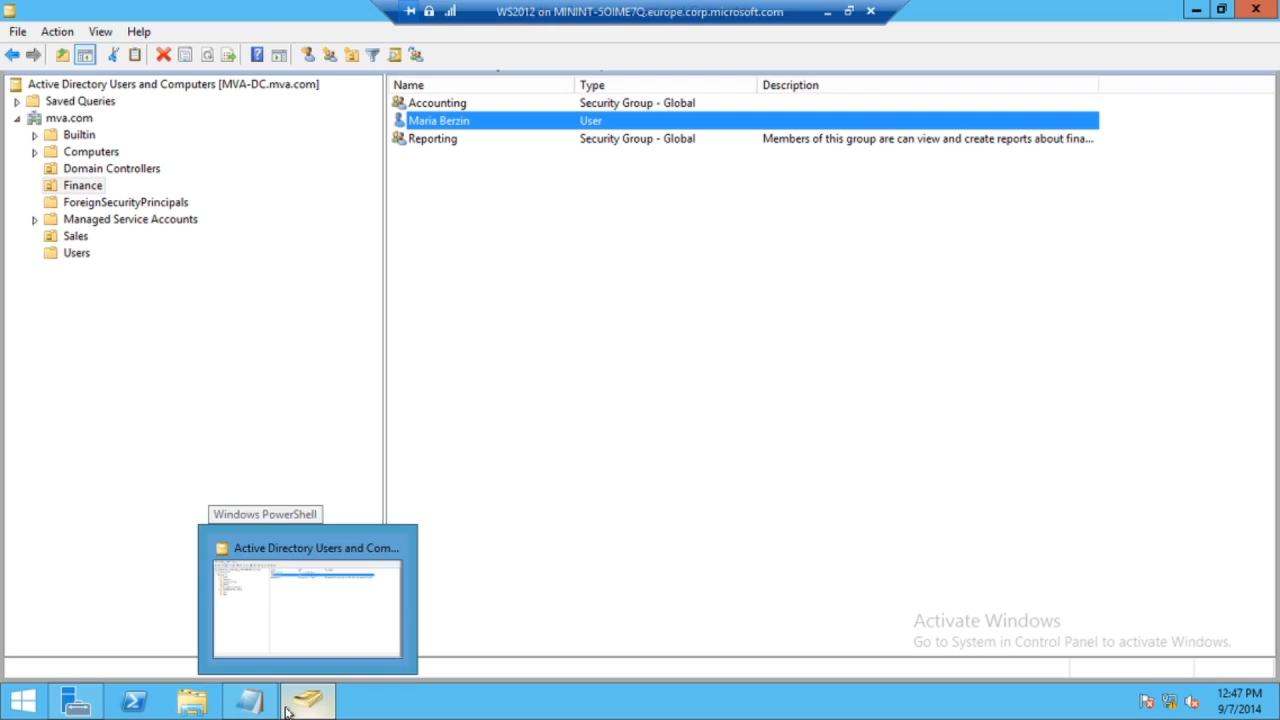 WS2012 on MININT-5OIME7Q.europe.corp.microsoft.com
File Action View Help
Active Directory Users and Computers [MVA-DC.mva.com]
Saved Queries
mva.com
Builtin
Computers
Domain Controllers
Finance
ForeignSecurityPrincipals
Managed Service Accounts
Sales
Users
Name Type Description
Accounting Security Group - Global
Maria Berzin User
Reporting Security Group - Global Members of this group are can view and create reports about fina...
Windows PowerShell
Active Directory Users and Com...
Activate Windows
Go to System in Control Panel to activate Windows.
12:47 PM
9/7/2014